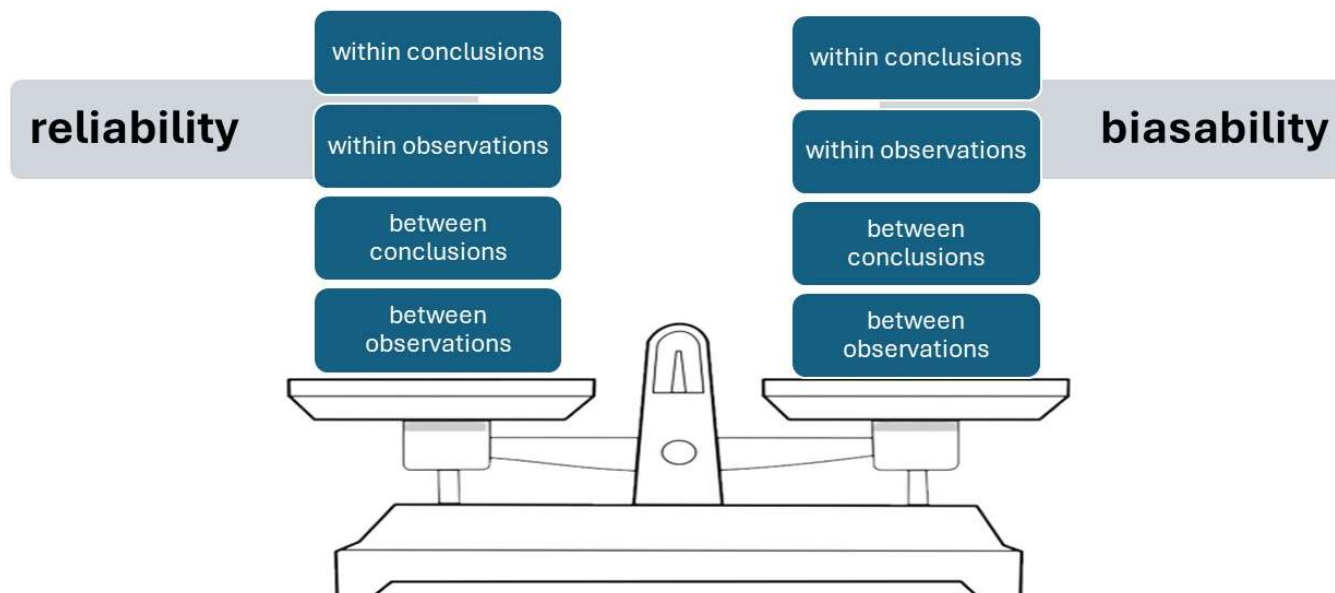 reliability
within conclusions
within observations
between
conclusions
between
observations
within conclusions
within observations
between
conclusions
between
observations
biasability